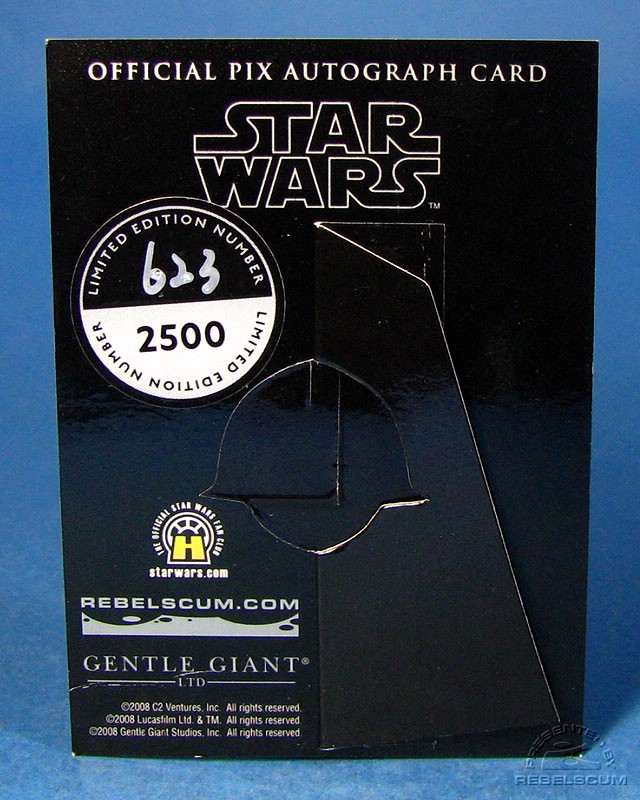 OFFICIAL PIX AUTOGRAPH CARD
STAR
WARS™
LIMITED EDITION NUMBER
623
2500
LIMITED EDITION NUMBER
THE OFFICIAL STAR WARS FAN CLUB
H
starwars.com
REBELSCUM.COM
GENTLE GIANT®
LTD
©2008 C2 Ventures, Inc. All rights reserved.
©2008 Lucasfilm Ltd. & TM. All rights reserved.
©2008 Gentle Giant Studios, Inc. All rights reserved.
PRESENTED BY
REBELSCUM